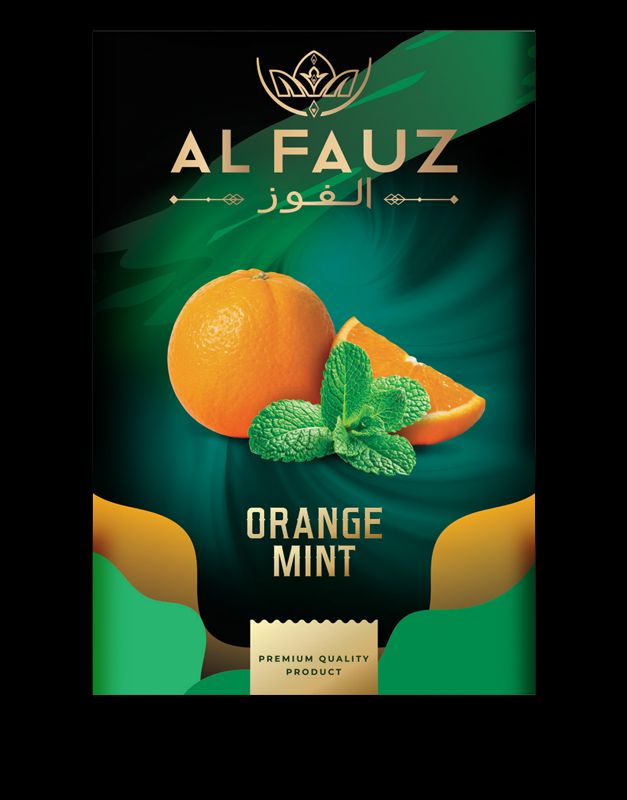 AL FAUZ
الفوز
ORANGE
MINT
PREMIUM QUALITY
PRODUCT